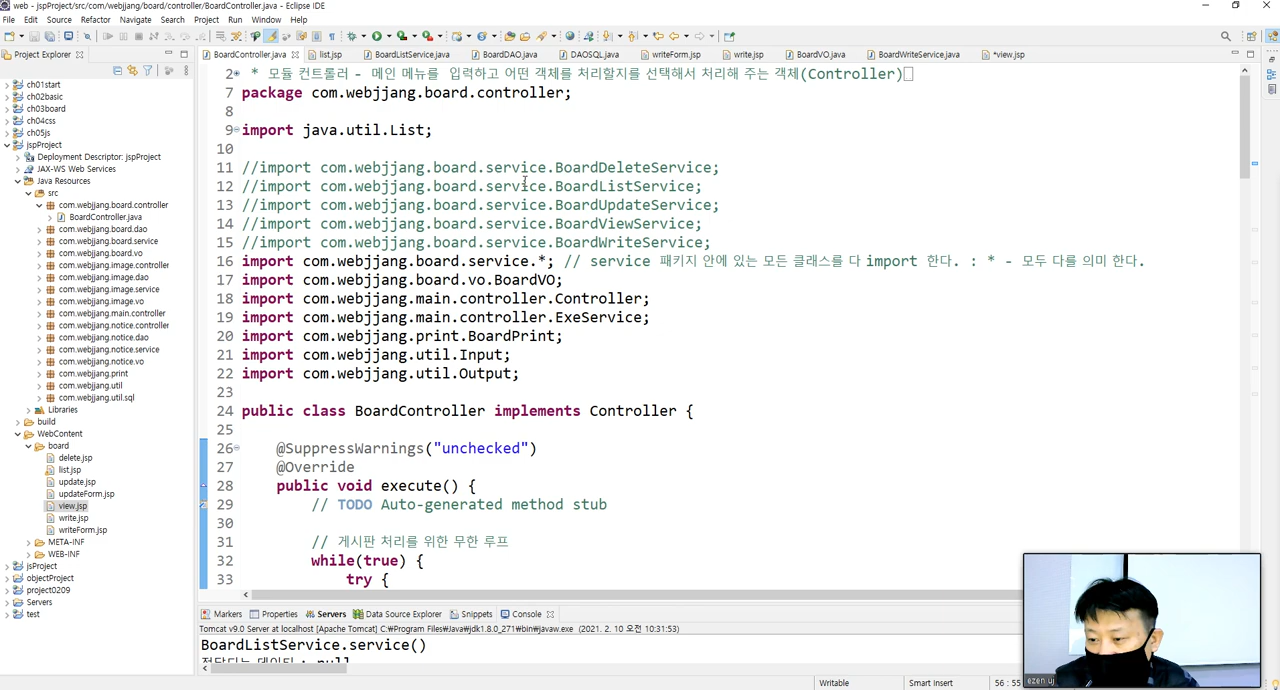 web - jspProject/src/com/webjjang/board/controller/BoardController.java - Eclipse IDE
File Edit Source Refactor Navigate Search Project Run Window Help
Project Explorer
BoardController.java
list.jsp
BoardListService.java
BoardDAO.java
DAOSQL.java
writeForm.jsp
write.jsp
BoardVO.java
BoardWriteService.java
*view.jsp
ch01start
ch02basic
ch03board
ch04css
ch05js
jspProject
Deployment Descriptor: jspProject
JAX-WS Web Services
Java Resources
src
com.webjjang.board.controller
BoardController.java
com.webjjang.board.dao
com.webjjang.board.service
com.webjjang.board.vo
com.webjjang.image.controller
com.webjjang.image.dao
com.webjjang.image.service
com.webjjang.image.vo
com.webjjang.main.controller
com.webjjang.notice.controller
com.webjjang.notice.dao
com.webjjang.notice.service
com.webjjang.notice.vo
com.webjjang.print
com.webjjang.util
com.webjjang.util.sql
Libraries
build
WebContent
board
delete.jsp
list.jsp
update.jsp
updateForm.jsp
view.jsp
write.jsp
writeForm.jsp
META-INF
WEB-INF
jsProject
objectProject
project0209
Servers
test
2 * 모듈 컨트롤러 - 메인 메뉴를 입력하고 어떤 객체를 처리할지를 선택해서 처리해 주는 객체(Controller)
7 package com.webjjang.board.controller;
8
9 import java.util.List;
10
11 //import com.webjjang.board.service.BoardDeleteService;
12 //import com.webjjang.board.service.BoardListService;
13 //import com.webjjang.board.service.BoardUpdateService;
14 //import com.webjjang.board.service.BoardViewService;
15 //import com.webjjang.board.service.BoardWriteService;
16 import com.webjjang.board.service.*; // service 패키지 안에 있는 모든 클래스를 다 import 한다. : * - 모두 다를 의미 한다.
17 import com.webjjang.board.vo.BoardVO;
18 import com.webjjang.main.controller.Controller;
19 import com.webjjang.main.controller.ExeService;
20 import com.webjjang.print.BoardPrint;
21 import com.webjjang.util.Input;
22 import com.webjjang.util.Output;
23
24 public class BoardController implements Controller {
25
26 @SuppressWarnings("unchecked")
27 @Override
28 public void execute() {
29 // TODO Auto-generated method stub
30
31 // 게시판 처리를 위한 무한 루프
32 while(true) {
33 try {
Markers Properties Servers Data Source Explorer Snippets Console
Tomcat v9.0 Server at localhost [Apache Tomcat] C:₩Program Files₩Java₩jdk1.8.0_271₩bin₩javaw.exe (2021. 2. 10 오전 10:31:53)
BoardListService.service()
전달되는 데이터 : null
Writable
Smart Insert
56 : 55
ezen uj